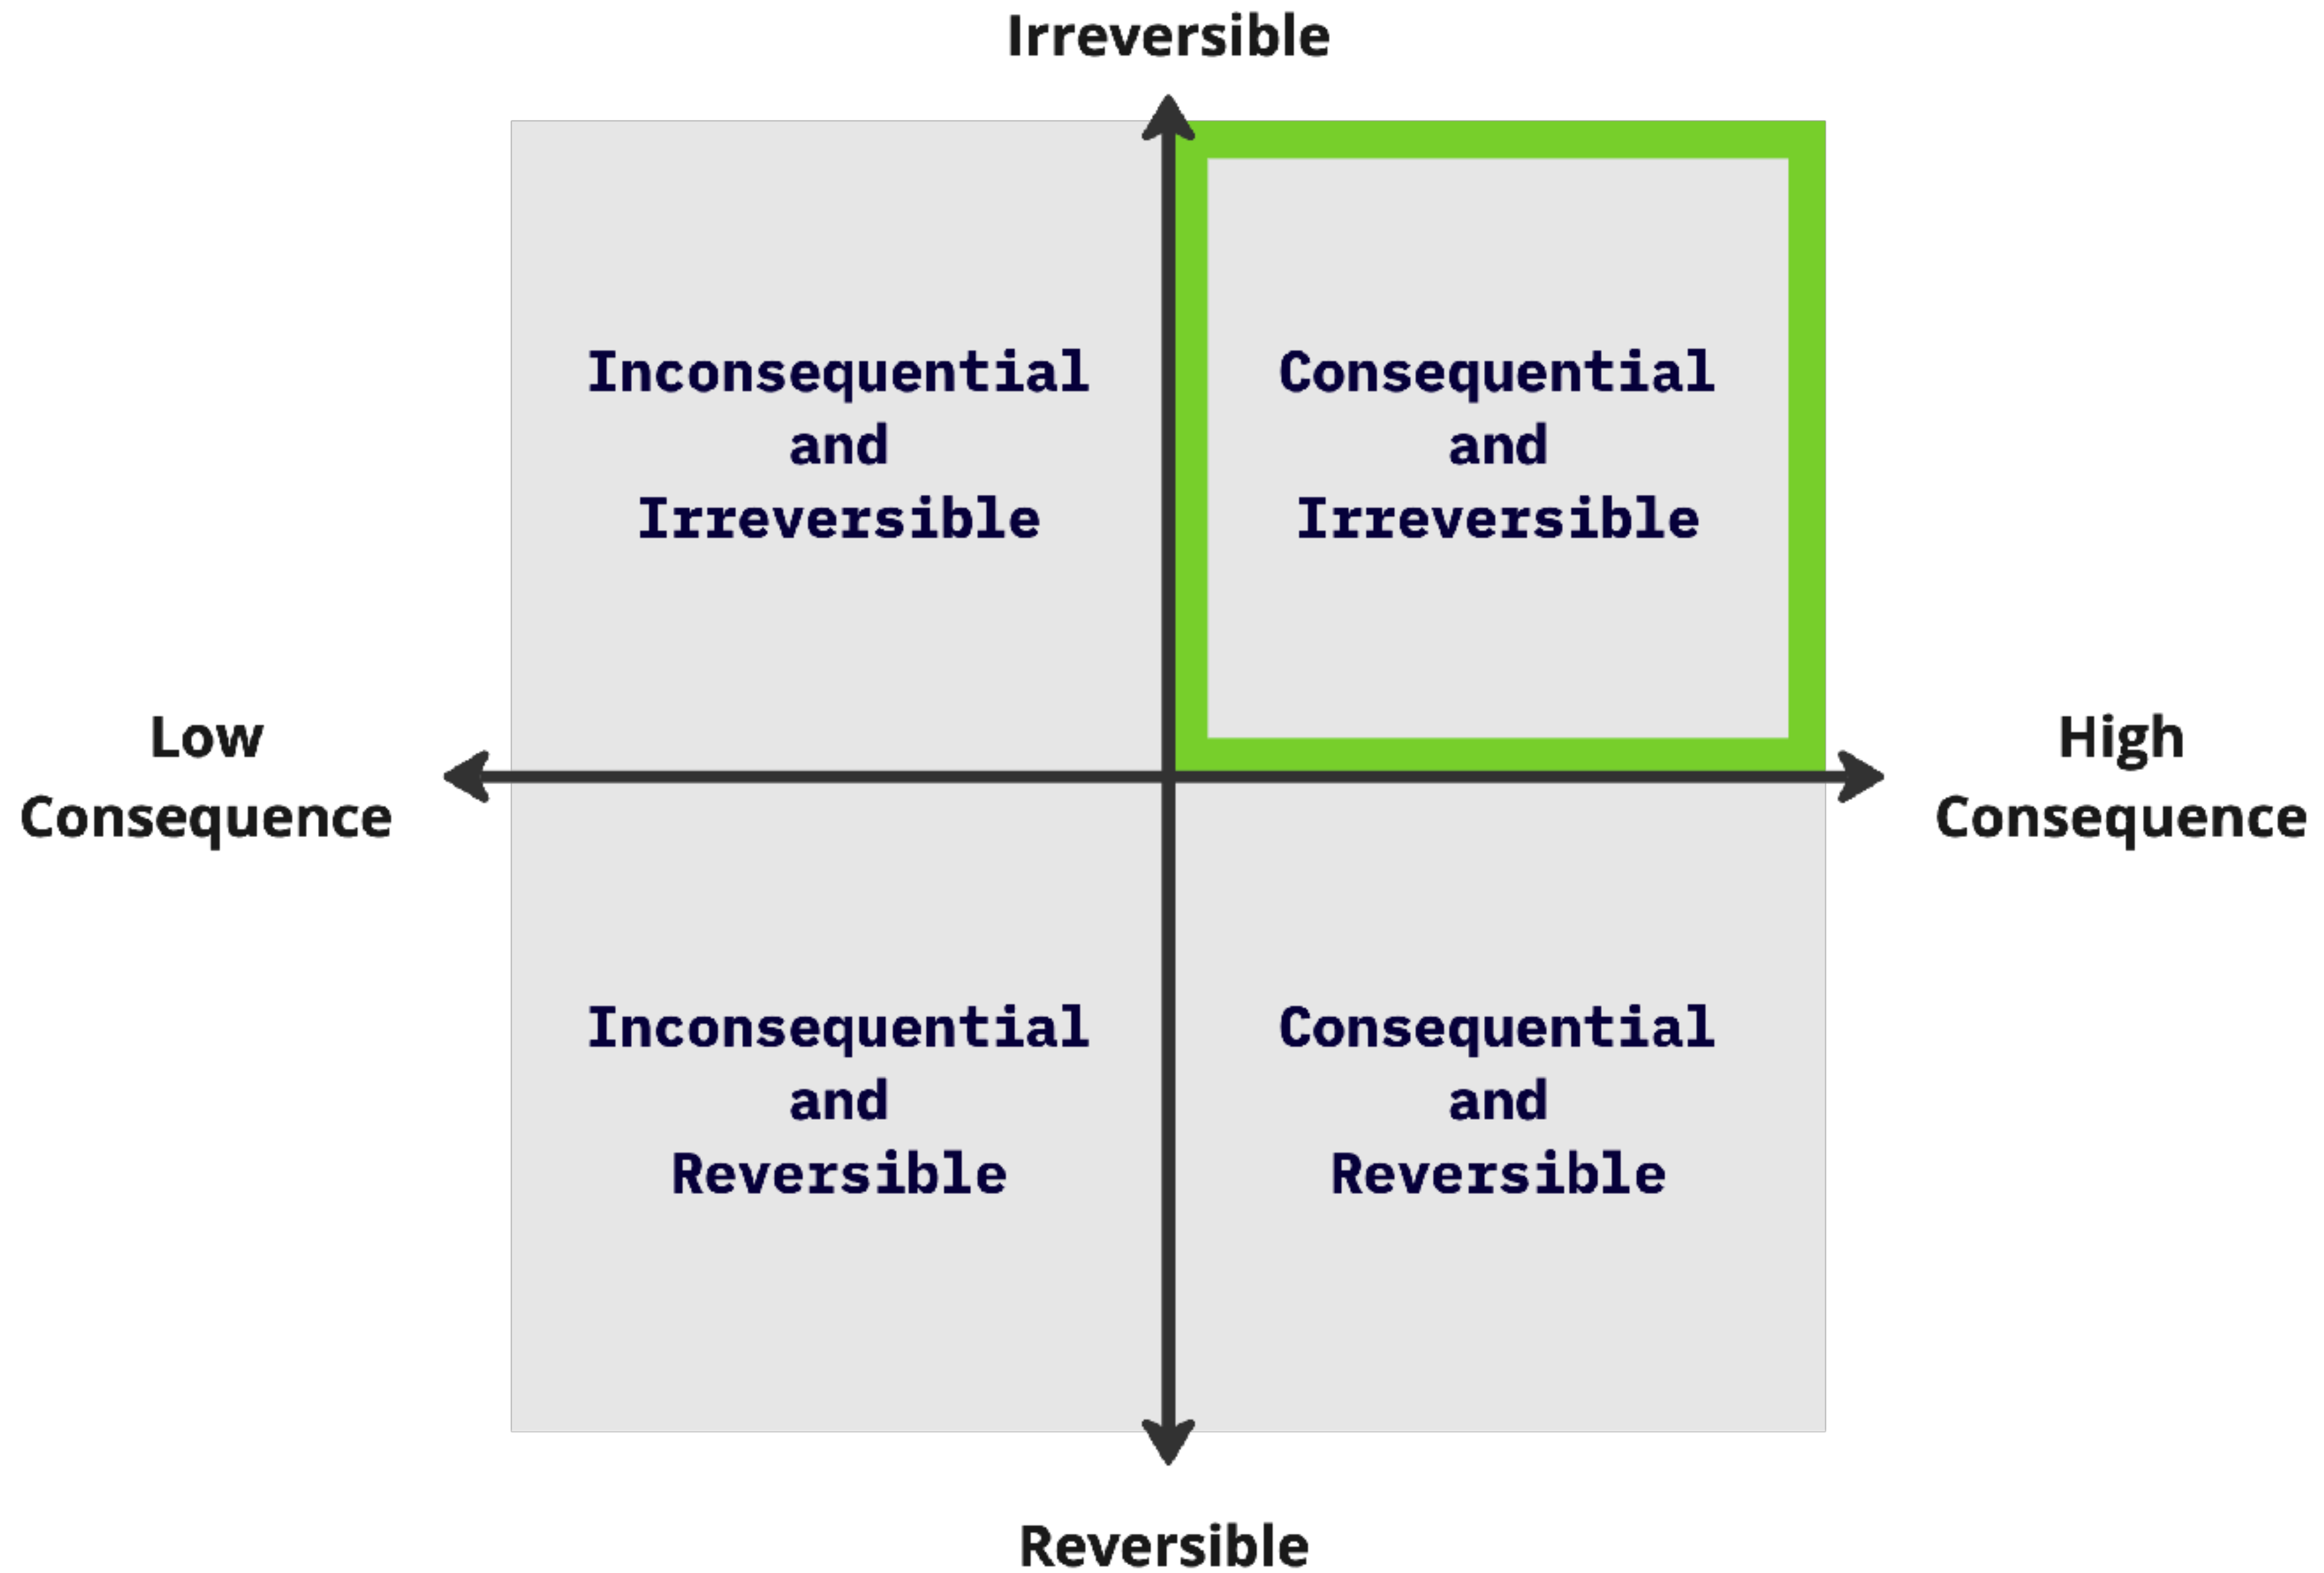 Irreversible
Inconsequential
and
Irreversible
Consequential
and
Irreversible
Low
Consequence
High
Consequence
Inconsequential
and
Reversible
Consequential
and
Reversible
Reversible